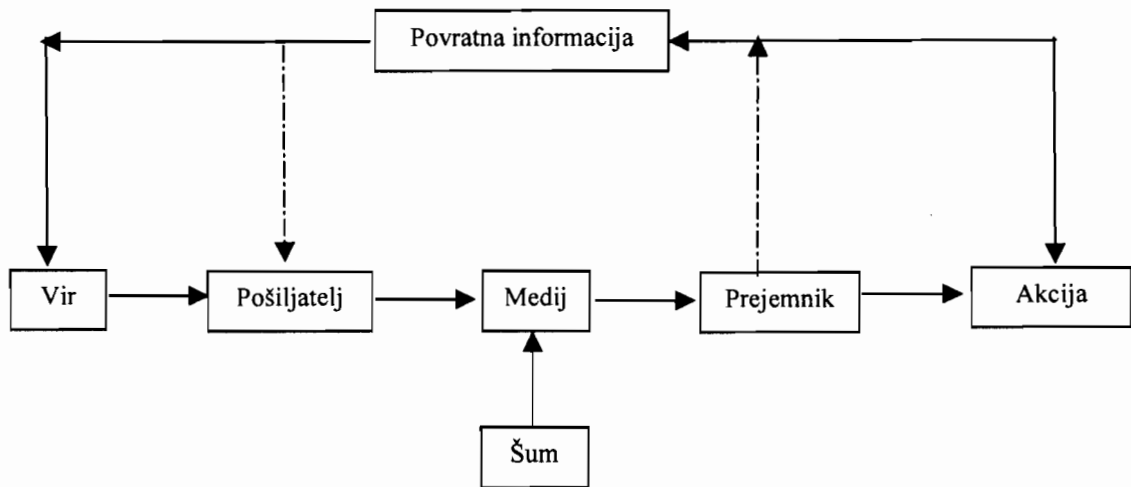 Povratna informacija
Vir
Pošiljatelj
Medij
Prejemnik
Akcija
Šum